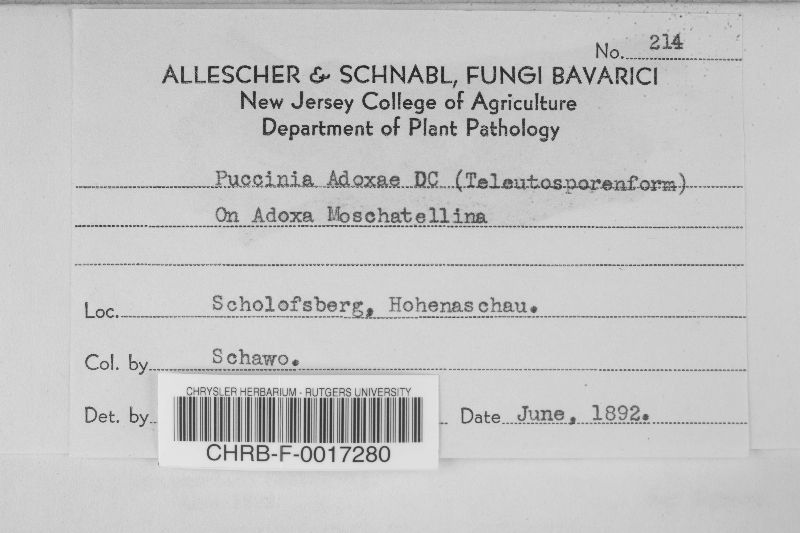 No. 214
ALLESCHER & SCHNABL, FUNGI BAVARICI
New Jersey College of Agriculture
Department of Plant Pathology
Puccinia Adoxae DC (Teleutosporenform)
On Adoxa Moschatellina
Loc. Scholofsberg, Hohenaschau.
Col. by Schawo.
Det. by Date June, 1892.
CHRYSLER HERBARIUM - RUTGERS UNIVERSITY
CHRB-F-0017280